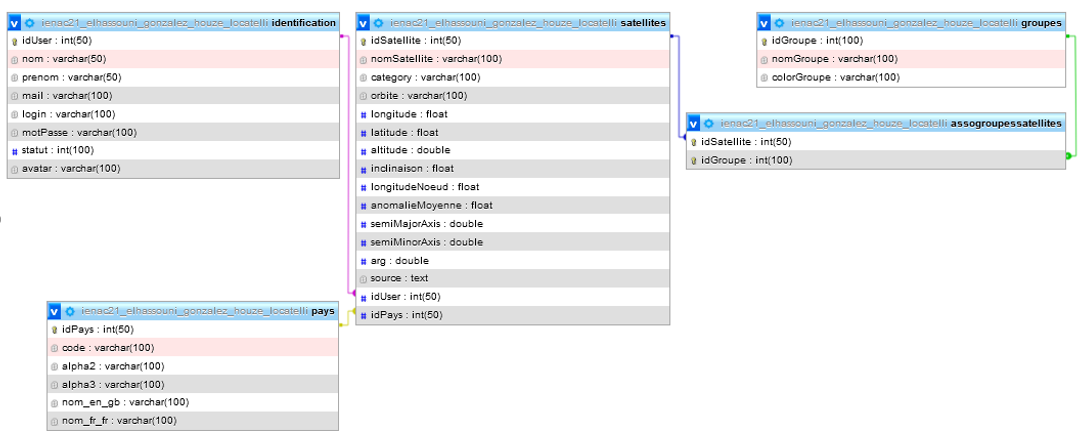 v ienac21_elhassouni_gonzalez_houze_locatelli identification
idUser : int(50)
nom : varchar(50)
prenom : varchar(50)
mail : varchar(100)
login : varchar(100)
motPasse : varchar(100)
# statut : int(100)
avatar : varchar(100)
v ienac21_elhassouni_gonzalez_houze_locatelli satellites
idSatellite : int(50)
nomSatellite : varchar(100)
category : varchar(100)
orbite : varchar(100)
# longitude : float
# latitude : float
# altitude : double
# inclinaison : float
# longitudeNoeud : float
# anomalieMoyenne : float
# semiMajorAxis : double
# semiMinorAxis : double
# arg : double
source : text
# idUser : int(50)
# idPays : int(50)
v ienac21_elhassouni_gonzalez_houze_locatelli groupes
idGroupe : int(100)
nomGroupe : varchar(100)
colorGroupe : varchar(100)
v ienac21_elhassouni_gonzalez_houze_locatelli assogroupessatellites
idSatellite : int(50)
idGroupe : int(100)
v ienac21_elhassouni_gonzalez_houze_locatelli pays
idPays : int(50)
code : varchar(100)
alpha2 : varchar(100)
alpha3 : varchar(100)
nom_en_gb : varchar(100)
nom_fr_fr : varchar(100)